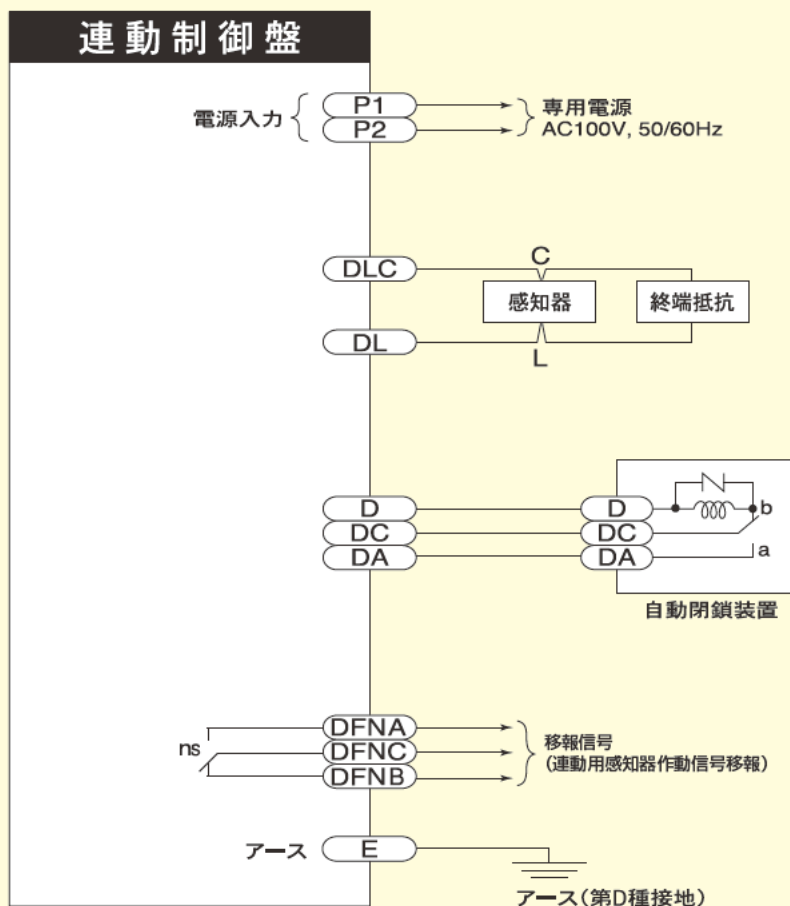 連動制御盤
電源入力
P1
P2
専用電源
AC100V, 50/60Hz
DLC
C
感知器
終端抵抗
DL
L
D
DC
DA
D
DC
DA
b
a
自動閉鎖装置
ns
DFNA
DFNC
DFNB
移報信号
(連動用感知器作動信号移報)
アース
E
アース(第D種接地)